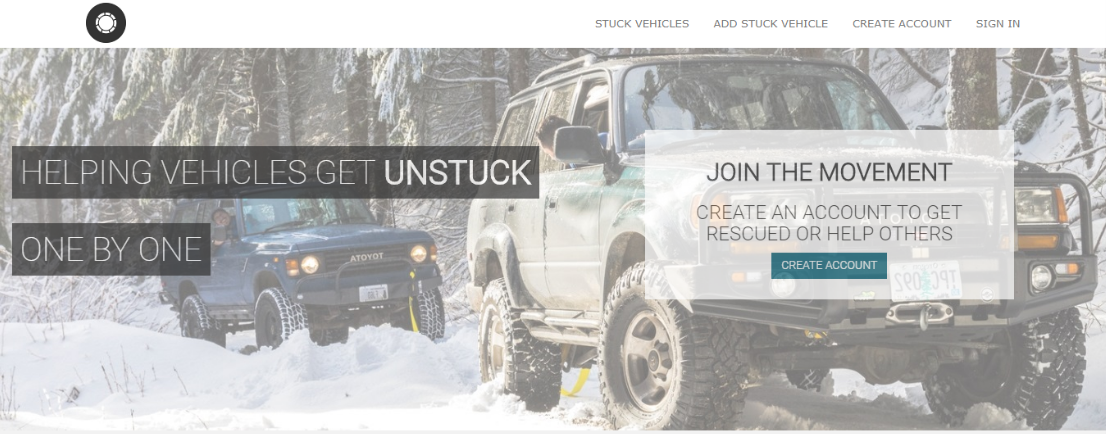 STUCK VEHICLES ADD STUCK VEHICLE CREATE ACCOUNT SIGN IN
HELPING VEHICLES GET UNSTUCK
ONE BY ONE
JOIN THE MOVEMENT
CREATE AN ACCOUNT TO GET
RESCUED OR HELP OTHERS
CREATE ACCOUNT
ATOYOT